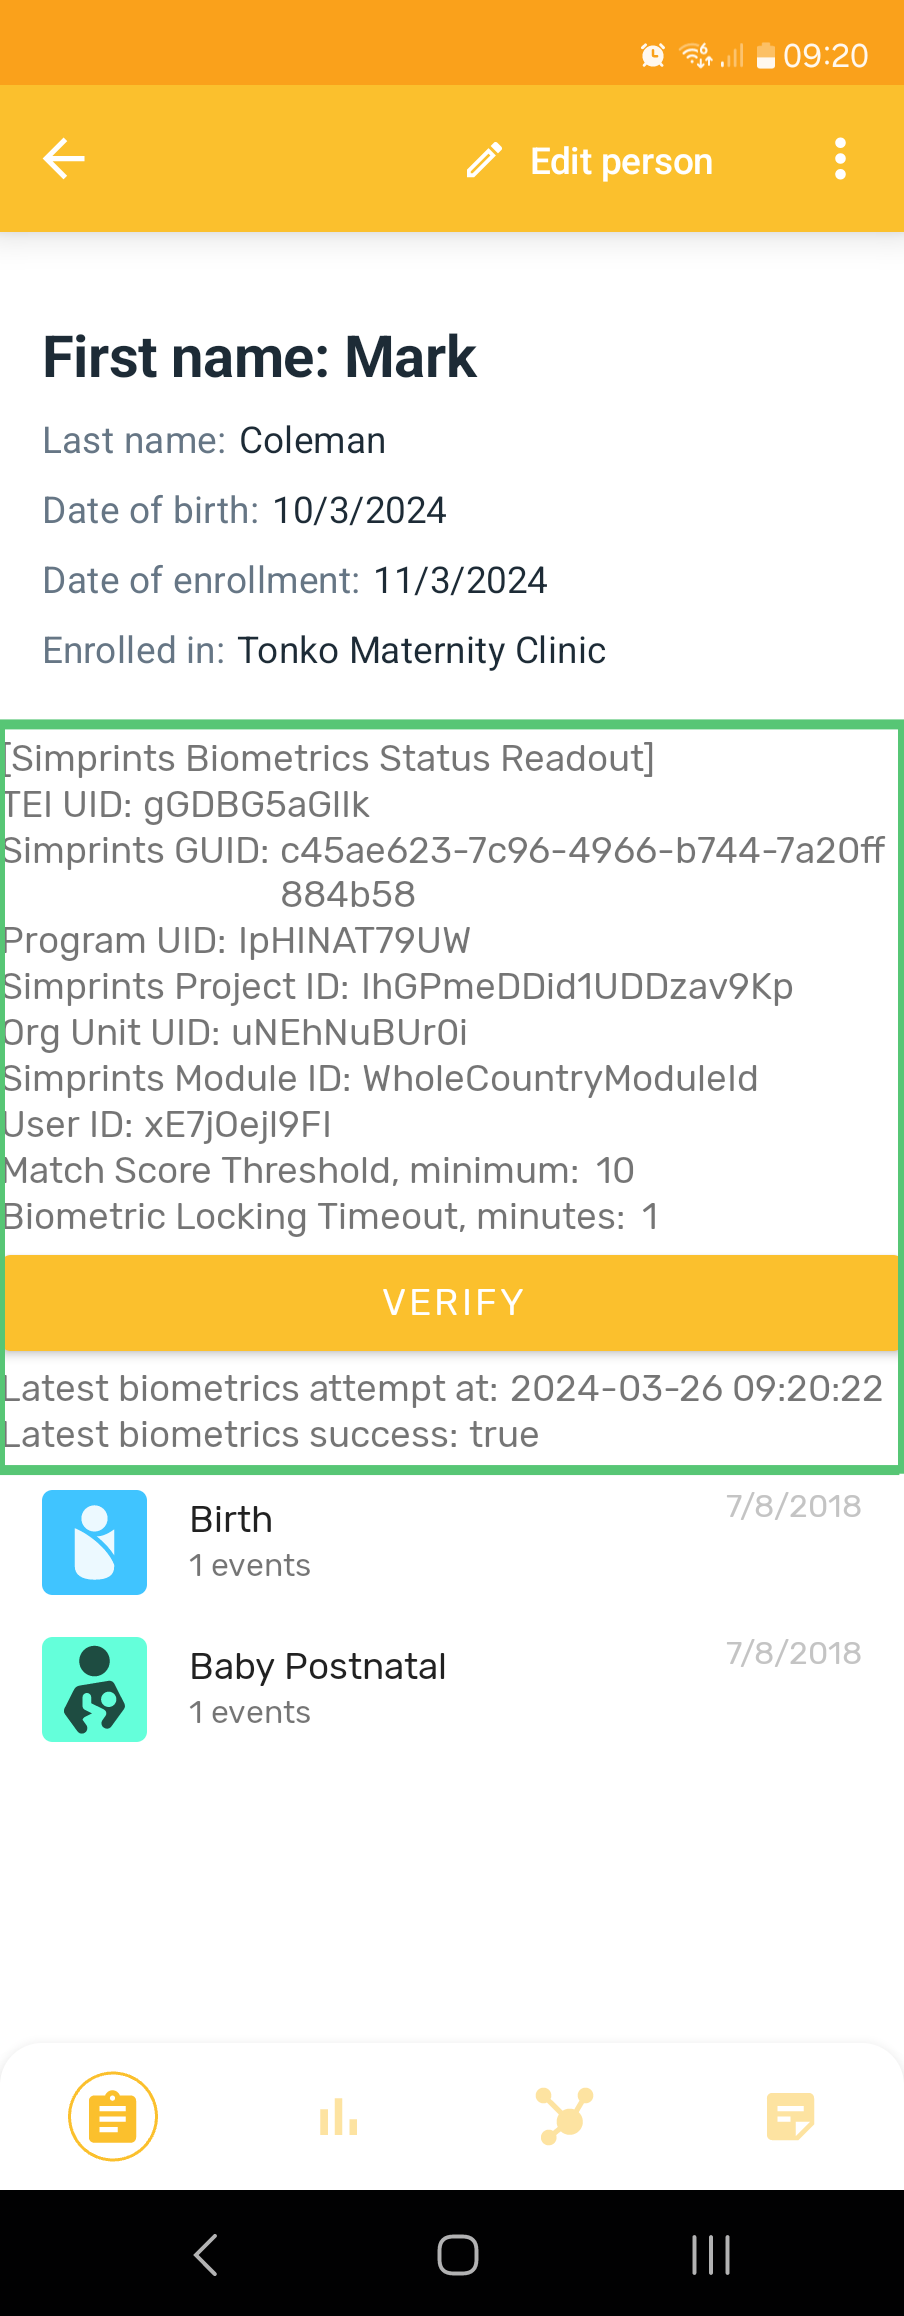 09:20
Edit person
First name: Mark
Last name: Coleman
Date of birth: 10/3/2024
Date of enrollment: 11/3/2024
Enrolled in: Tonko Maternity Clinic
[Simprints Biometrics Status Readout]
TEI UID: gGDBG5aGlIk
Simprints GUID: c45ae623-7c96-4966-b744-7a20ff
884b58
Program UID: IpHINAT79UW
Simprints Project ID: IhGPmeDDid1UDDzav9Kp
Org Unit UID: uNEhNuBUr0i
Simprints Module ID: WholeCountryModuleId
User ID: xE7jOejl9FI
Match Score Threshold, minimum: 10
Biometric Locking Timeout, minutes: 1
VERIFY
Latest biometrics attempt at: 2024-03-26 09:20:22
Latest biometrics success: true
Birth
7/8/2018
1 events
Baby Postnatal
7/8/2018
1 events